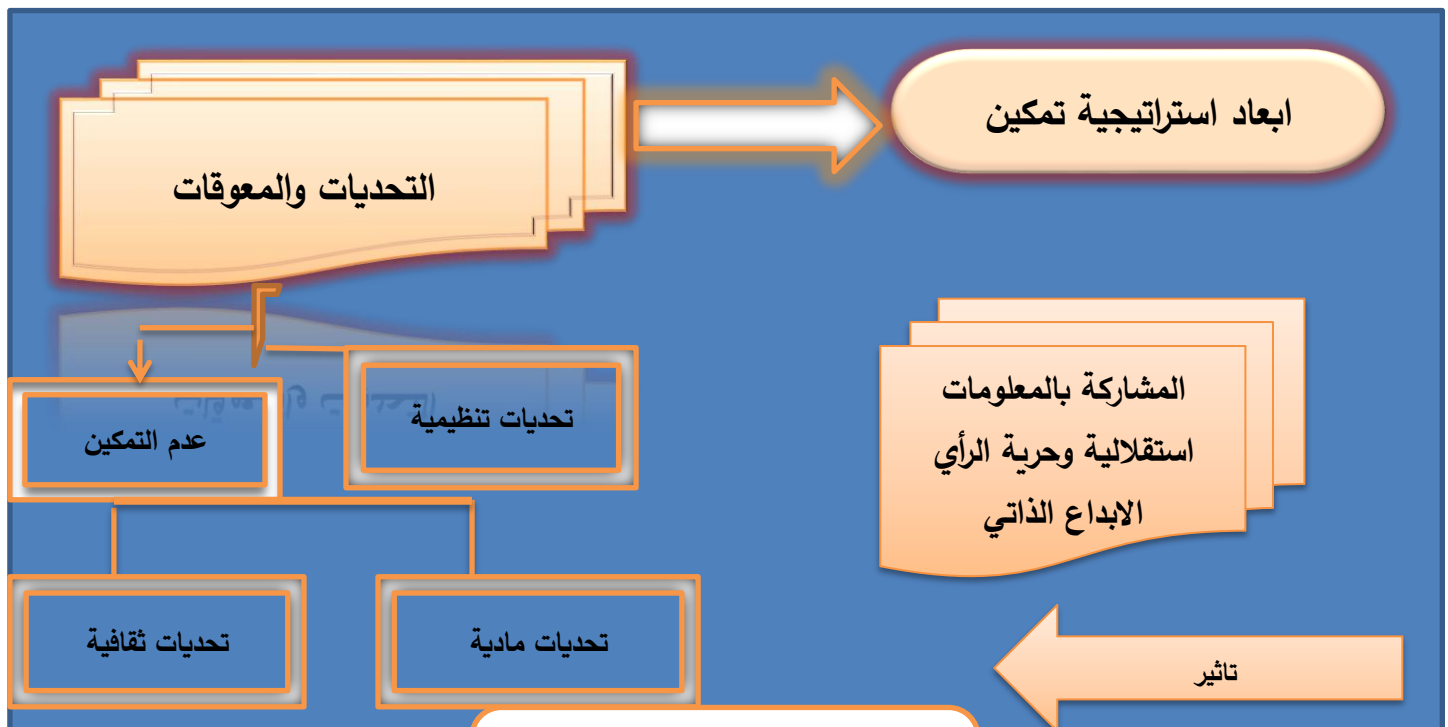 ابعاد استراتيجية تمكين
التحديات والمعوقات
المشاركة بالمعلومات
استقلالية وحرية الرأي
الابداع الذاتي
تحديات تنظيمية
عدم التمكين
تحديات مادية
تحديات ثقافية
تاثير